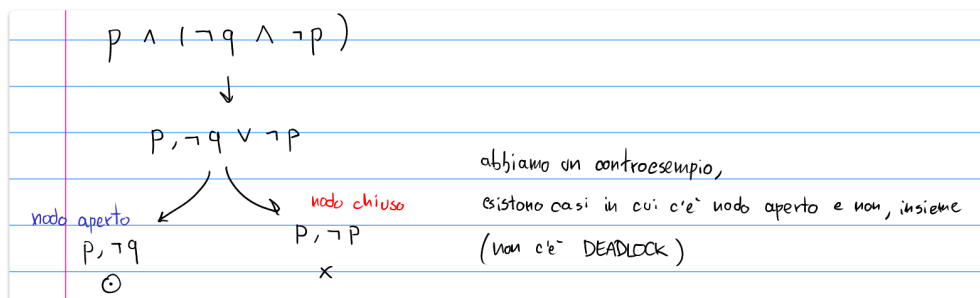 p ∧ (¬q ∧ ¬p)
↓
p, ¬q ∨ ¬p
abbiamo un controesempio,
nodo chiuso
esistono casi in cui c'è nodo aperto e non, insieme
nodo aperto
p, ¬p
p, ¬q
(non c'è DEADLOCK)
x
⊙